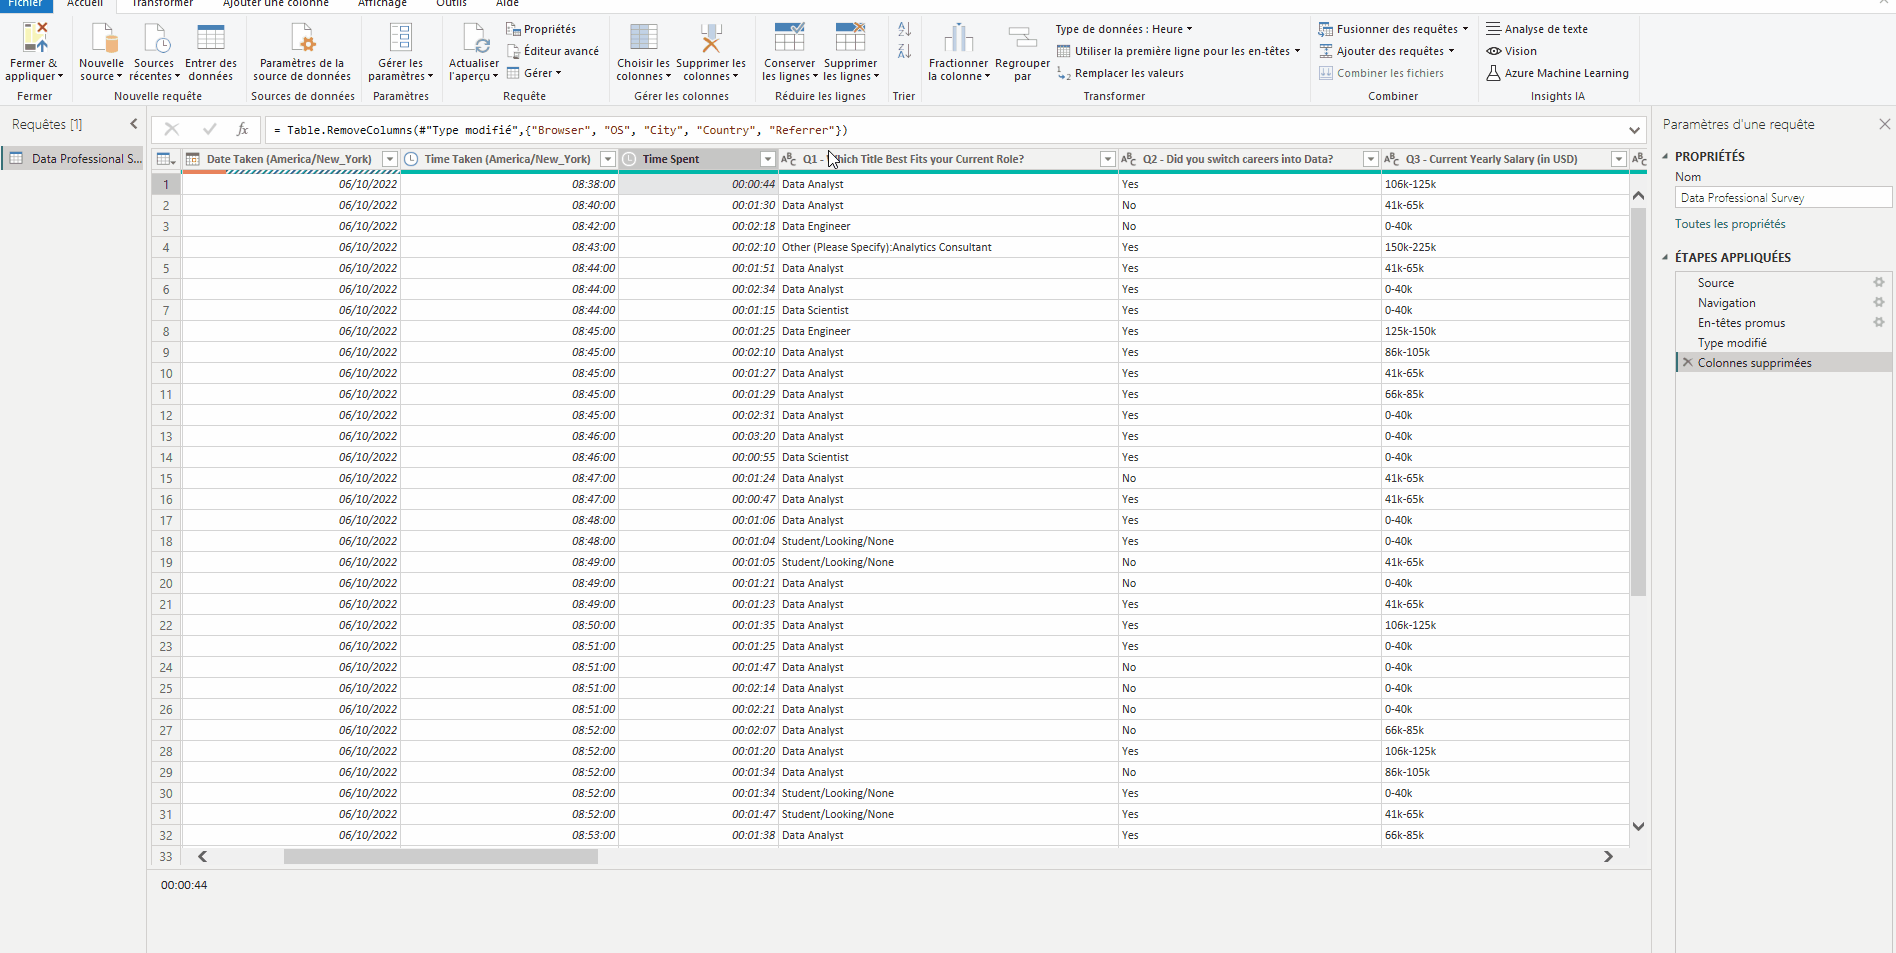 Fichier Accueil Transformer Ajouter une colonne Affichage Outils Aide
Fermer & appliquer
Fermer
Nouvelle source
Sources récentes
Entrer des données
Nouvelle requête
Paramètres de la source de données
Sources de données
Gérer les paramètres
Paramètres
Actualiser l'aperçu
Propriétés
Éditeur avancé
Gérer
Requête
Choisir les colonnes
Supprimer les colonnes
Gérer les colonnes
Conserver les lignes
Supprimer les lignes
Réduire les lignes
Trier
Fractionner la colonne
Regrouper par
Type de données : Heure
Utiliser la première ligne pour les en-têtes
Remplacer les valeurs
Transformer
Fusionner des requêtes
Ajouter des requêtes
Combiner les fichiers
Combiner
Analyse de texte
Vision
Azure Machine Learning
Insights IA
Requêtes [1]
Data Professional S...
fx = Table.RemoveColumns(#"Type modifié",{"Browser", "OS", "City", "Country", "Referrer"})
Date Taken (America/New_York) Time Taken (America/New_York) Time Spent Q1 - Which Title Best Fits your Current Role? Q2 - Did you switch careers into Data? Q3 - Current Yearly Salary (in USD)
1 06/10/2022 08:38:00 00:00:44 Data Analyst Yes 106k-125k
2 06/10/2022 08:40:00 00:01:30 Data Analyst No 41k-65k
3 06/10/2022 08:42:00 00:02:18 Data Engineer No 0-40k
4 06/10/2022 08:43:00 00:02:10 Other (Please Specify):Analytics Consultant Yes 150k-225k
5 06/10/2022 08:44:00 00:01:51 Data Analyst Yes 41k-65k
6 06/10/2022 08:44:00 00:02:34 Data Analyst Yes 0-40k
7 06/10/2022 08:44:00 00:01:15 Data Scientist Yes 0-40k
8 06/10/2022 08:45:00 00:01:25 Data Engineer Yes 125k-150k
9 06/10/2022 08:45:00 00:02:10 Data Analyst Yes 86k-105k
10 06/10/2022 08:45:00 00:01:27 Data Analyst Yes 41k-65k
11 06/10/2022 08:45:00 00:01:29 Data Analyst Yes 66k-85k
12 06/10/2022 08:45:00 00:02:31 Data Analyst Yes 0-40k
13 06/10/2022 08:46:00 00:03:20 Data Analyst Yes 0-40k
14 06/10/2022 08:46:00 00:00:55 Data Scientist Yes 0-40k
15 06/10/2022 08:47:00 00:01:24 Data Analyst No 41k-65k
16 06/10/2022 08:47:00 00:00:47 Data Analyst Yes 41k-65k
17 06/10/2022 08:48:00 00:01:06 Data Analyst Yes 0-40k
18 06/10/2022 08:48:00 00:01:04 Student/Looking/None Yes 0-40k
19 06/10/2022 08:49:00 00:01:05 Student/Looking/None No 41k-65k
20 06/10/2022 08:49:00 00:01:21 Data Analyst No 0-40k
21 06/10/2022 08:49:00 00:01:23 Data Analyst Yes 41k-65k
22 06/10/2022 08:50:00 00:01:35 Data Analyst Yes 106k-125k
23 06/10/2022 08:51:00 00:01:25 Data Analyst Yes 0-40k
24 06/10/2022 08:51:00 00:01:47 Data Analyst No 0-40k
25 06/10/2022 08:51:00 00:02:14 Data Analyst No 0-40k
26 06/10/2022 08:51:00 00:02:21 Data Analyst No 0-40k
27 06/10/2022 08:52:00 00:02:07 Data Analyst No 66k-85k
28 06/10/2022 08:52:00 00:01:20 Data Analyst Yes 106k-125k
29 06/10/2022 08:52:00 00:01:34 Data Analyst No 86k-105k
30 06/10/2022 08:52:00 00:01:34 Student/Looking/None Yes 0-40k
31 06/10/2022 08:52:00 00:01:47 Student/Looking/None Yes 41k-65k
32 06/10/2022 08:53:00 00:01:38 Data Analyst Yes 66k-85k
33
00:00:44
Paramètres d'une requête
PROPRIÉTÉS
Nom
Data Professional Survey
Toutes les propriétés
ÉTAPES APPLIQUÉES
Source
Navigation
En-têtes promus
Type modifié
Colonnes supprimées